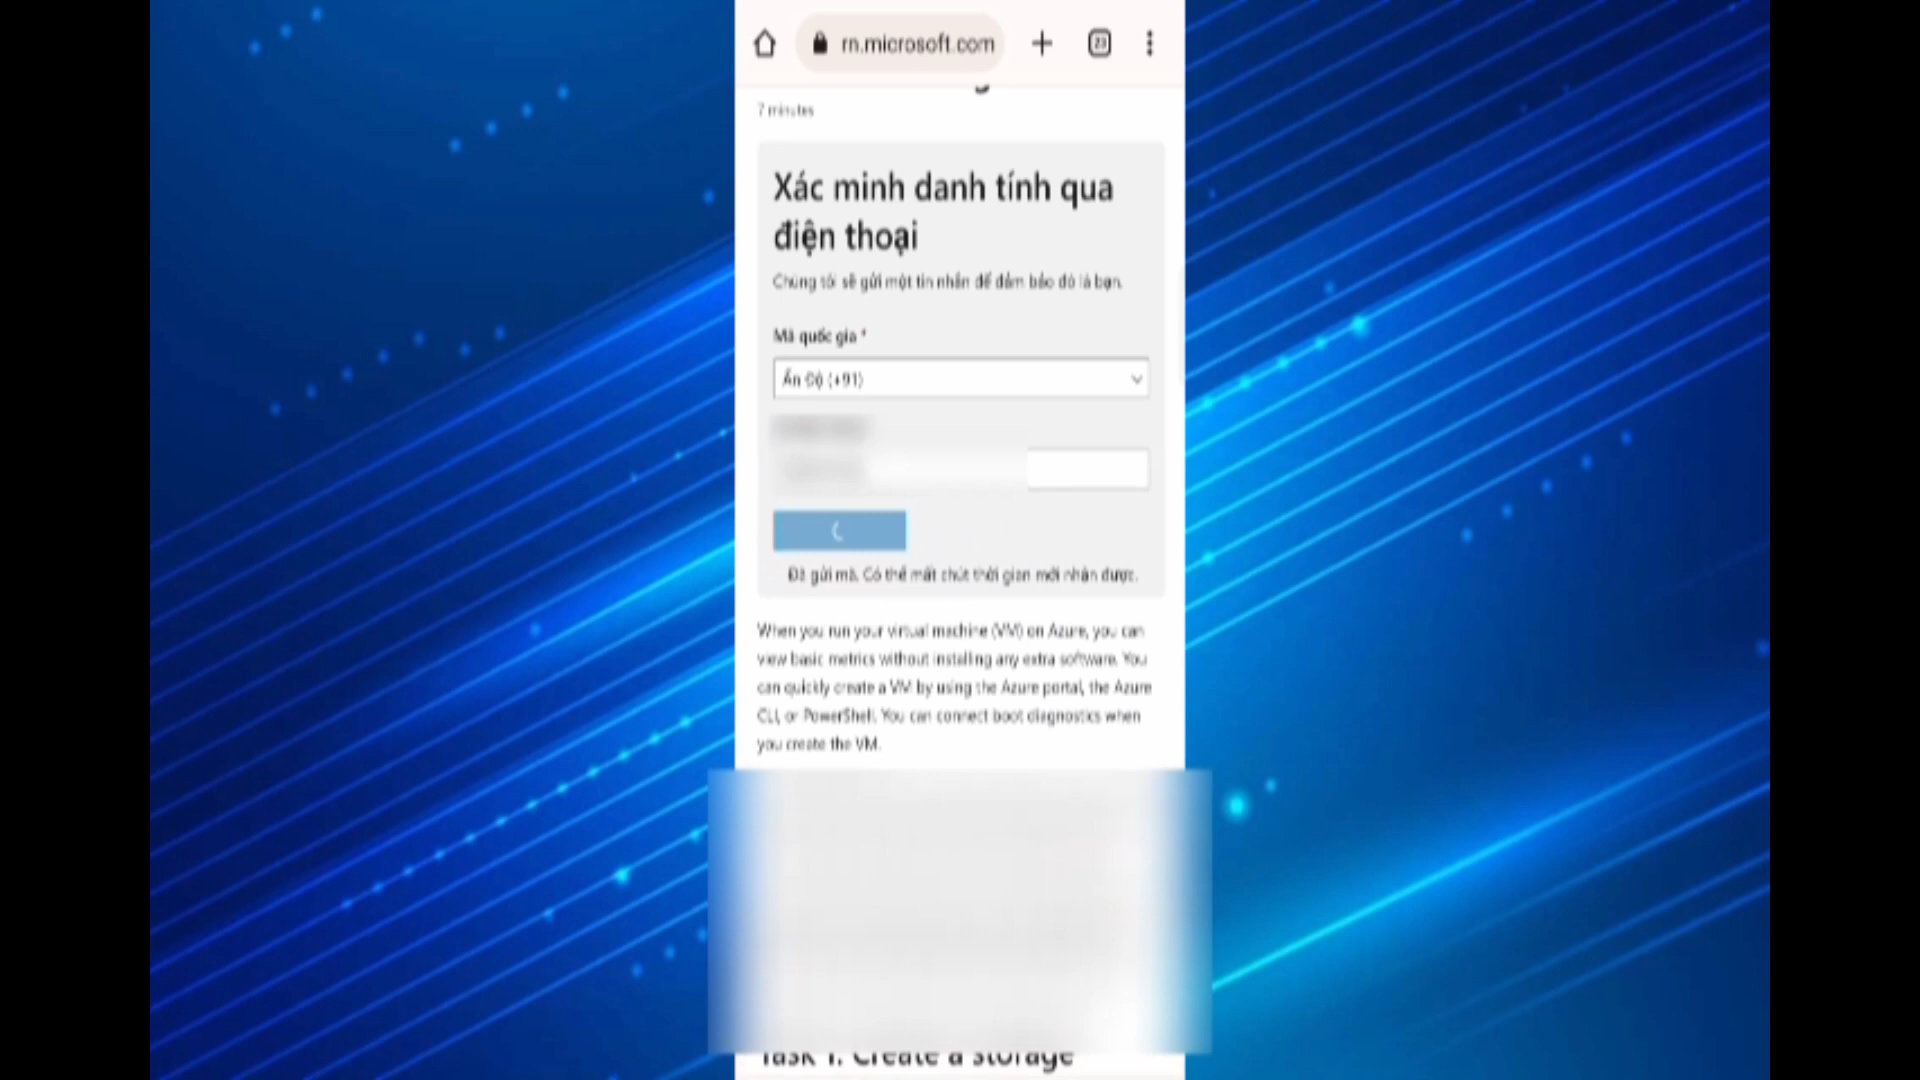 rn.microsoft.com
23
7 minutes
Xác minh danh tính qua
điện thoại
Chúng tôi sẽ gửi một tin nhắn để đảm bảo đó là bạn.
Mã quốc gia *
Ấn Độ (+91)
Đã gửi mã. Có thể mất chút thời gian mới nhận được.
When you run your virtual machine (VM) on Azure, you can
view basic metrics without installing any extra software. You
can quickly create a VM by using the Azure portal, the Azure
CLI, or PowerShell. You can connect boot diagnostics when
you create the VM.
Task 1: Create a storage